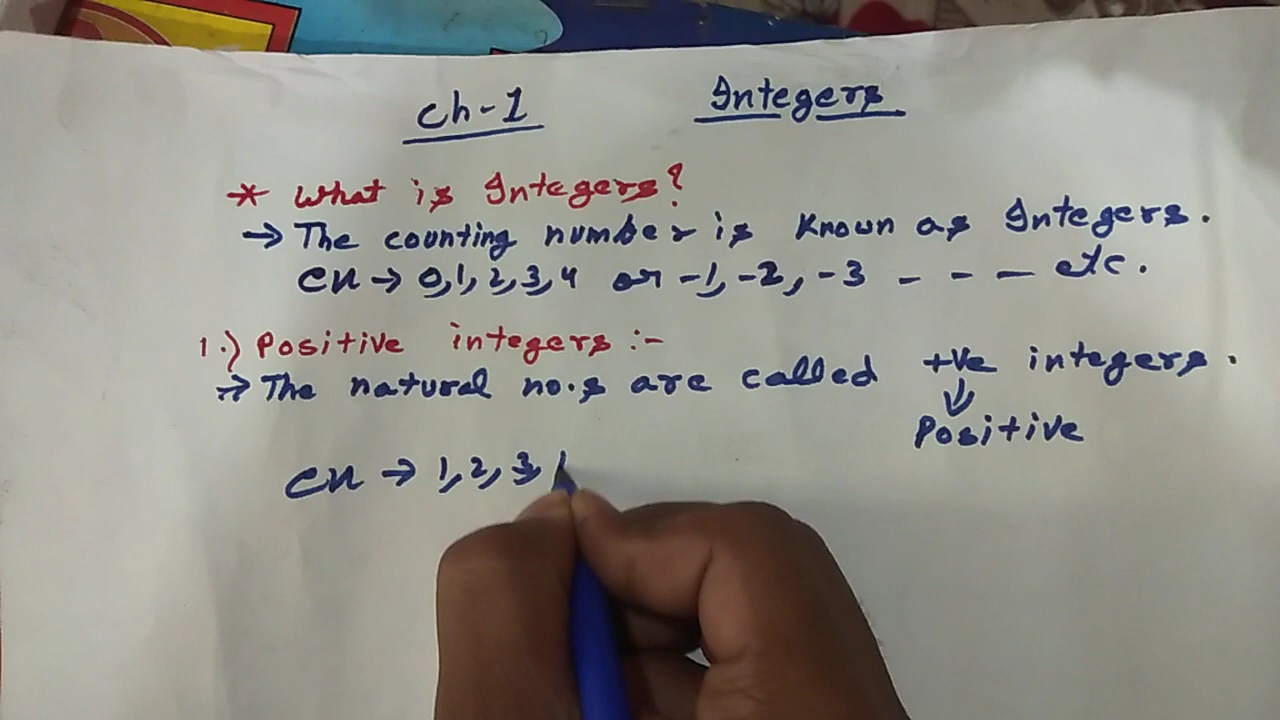 Ch-1 Integers
* What is Integers?
→ The counting number is known as Integers.
Ex → 0, 1, 2, 3, 4 or -1, -2, -3 - - - etc.
1.) Positive integers :-
→ The natural no.s are called +ve integers.
⇓
Positive
Ex → 1, 2, 3,